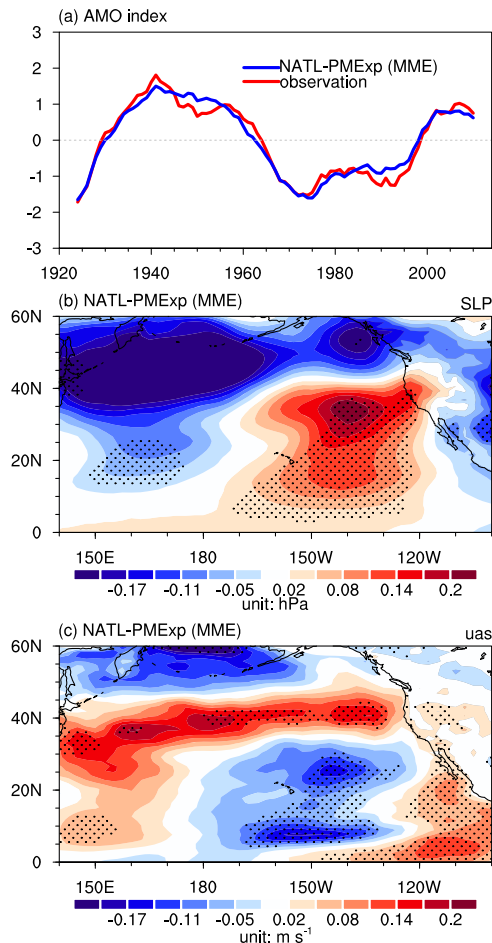 (a) AMO index
3
2
1
0
-1
-2
-3
NATL-PMExp (MME)
observation
1920 1940 1960 1980 2000
(b) NATL-PMExp (MME) SLP
60N
40N
20N
0
150E 180 150W 120W
-0.17 -0.11 -0.05 0.02 0.08 0.14 0.2
unit: hPa
(c) NATL-PMExp (MME) uas
60N
40N
20N
0
150E 180 150W 120W
-0.17 -0.11 -0.05 0.02 0.08 0.14 0.2
unit: m s⁻¹